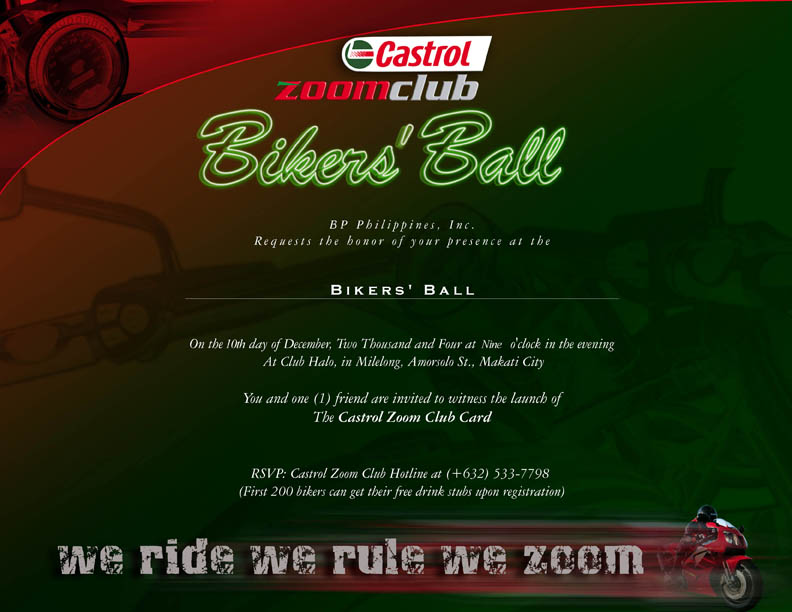 Castrol
zoomclub
Bikers' Ball
BP Philippines, Inc.
Requests the honor of your presence at the
BIKERS' BALL
On the 10th day of December, Two Thousand and Four at Nine o'clock in the evening
At Club Halo, in Milelong, Amorsolo St., Makati City
You and one (1) friend are invited to witness the launch of
The Castrol Zoom Club Card
RSVP: Castrol Zoom Club Hotline at (+632) 533-7798
(First 200 bikers can get their free drink stubs upon registration)
we ride we rule we zoom